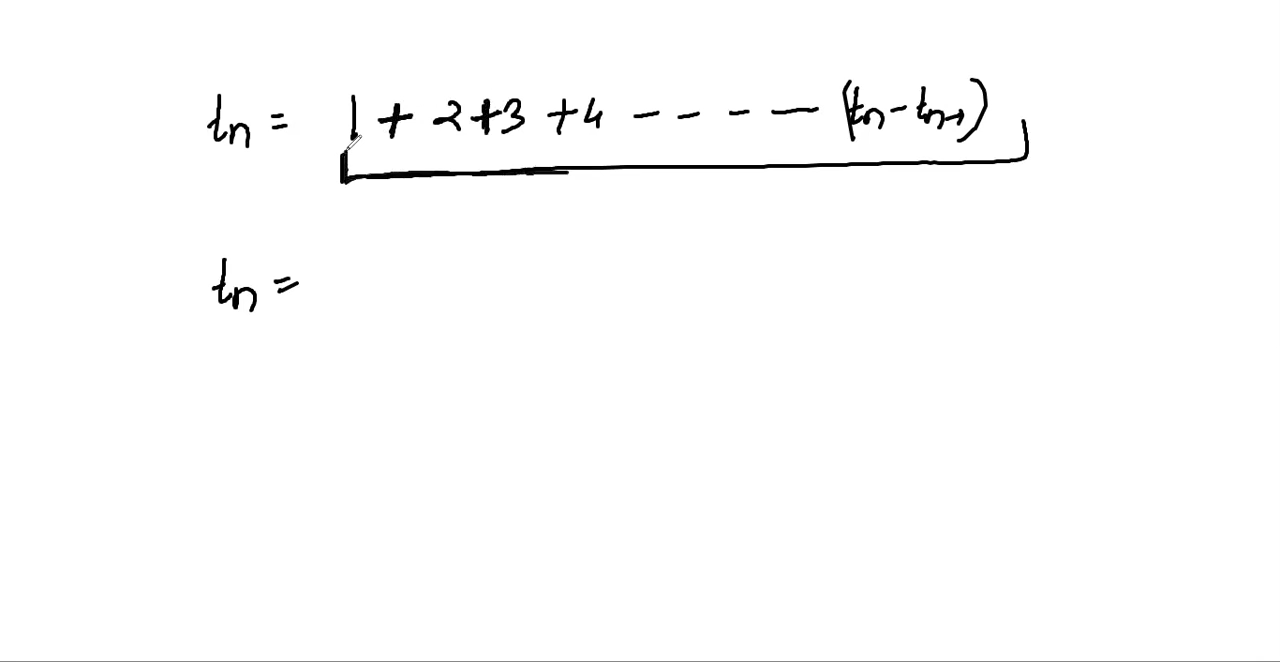 tn = 1 + 2 + 3 + 4 - - - - (tn - tn-1)
tn =